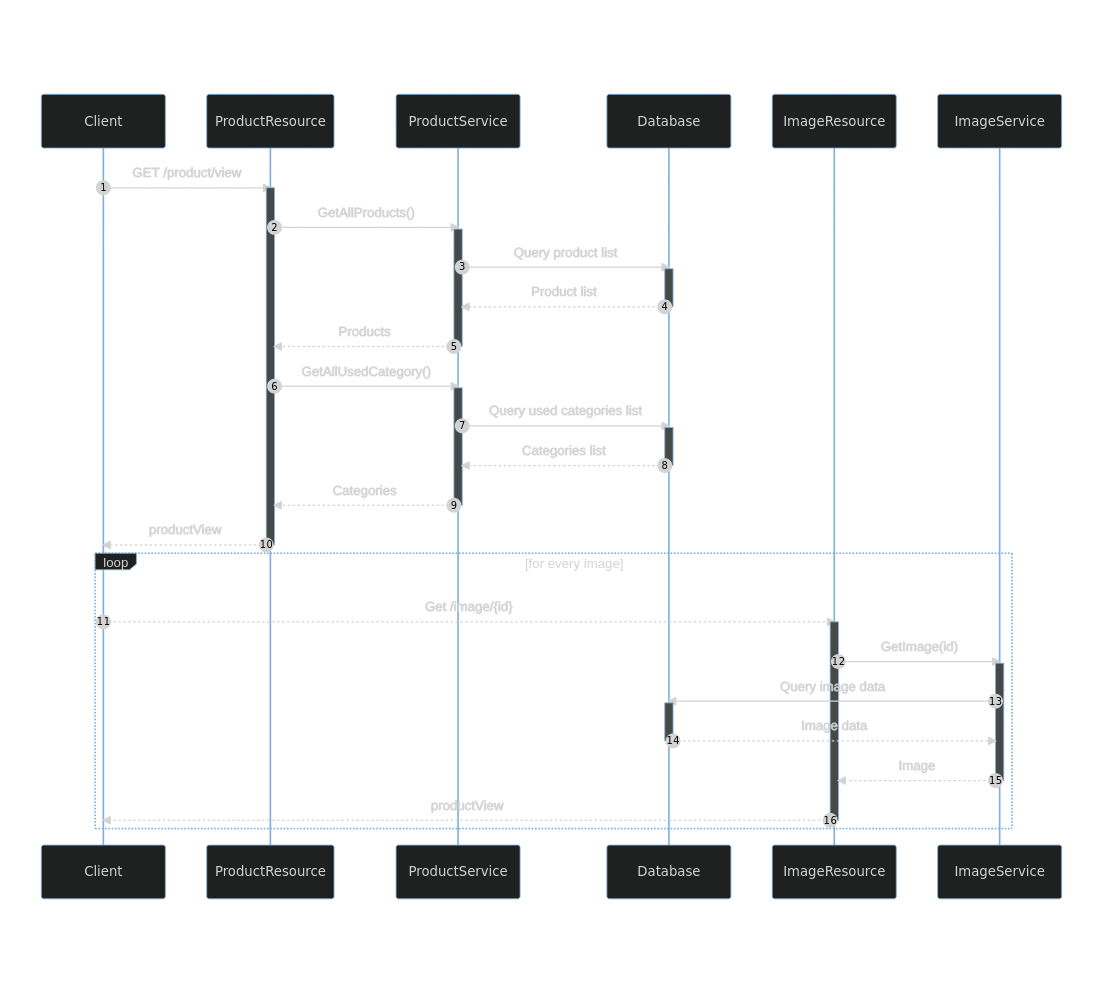 Client
ProductResource
ProductService
Database
ImageResource
ImageService
GET /product/view
1
GetAllProducts()
2
Query product list
3
Product list
4
Products
5
GetAllUsedCategory()
6
Query used categories list
7
Categories list
8
Categories
9
productView
10
loop
[for every image]
Get /image/{id}
11
GetImage(id)
12
Query image data
13
Image data
14
Image
15
productView
16
Client
ProductResource
ProductService
Database
ImageResource
ImageService